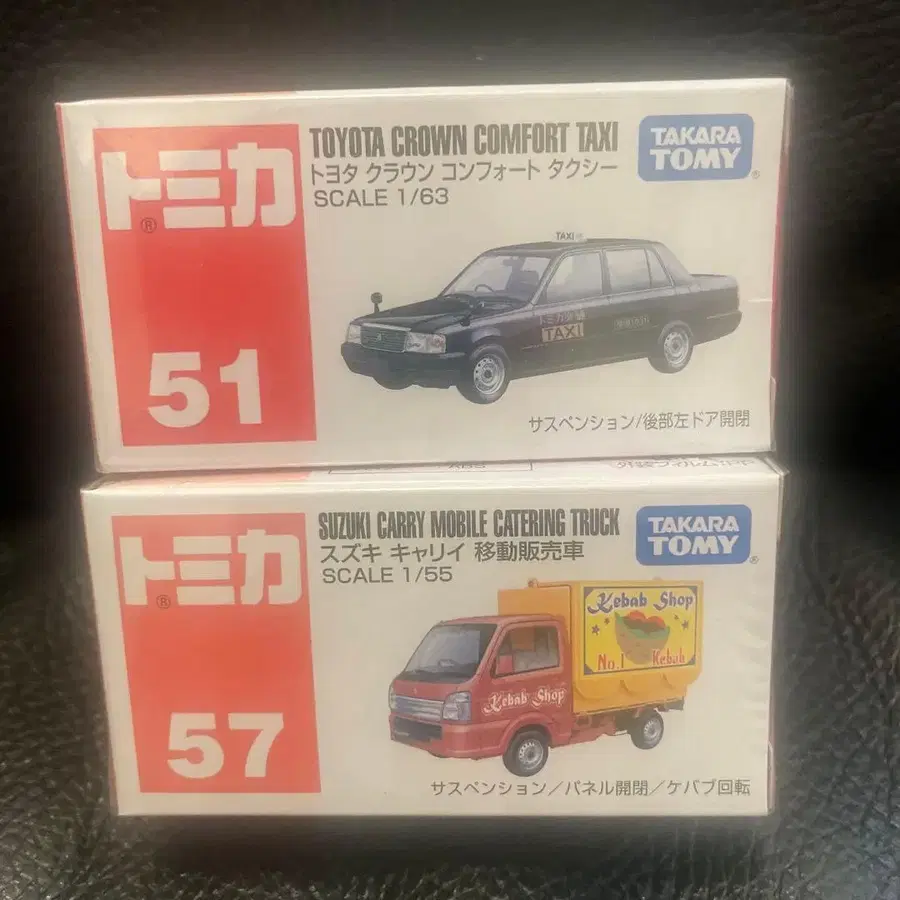 トミカ®
51
TOYOTA CROWN COMFORT TAXI
トヨタ クラウン コンフォート タクシー
SCALE 1/63
TAKARA
TOMY®
TAXI
TAXI
サスペンション/後部左ドア開閉
トミカ®
57
SUZUKI CARRY MOBILE CATERING TRUCK
スズキ キャリイ 移動販売車
SCALE 1/55
TAKARA
TOMY®
Kebab Shop
No.1 Kebab
Kebab Shop
サスペンション/パネル開閉/ケバブ回転